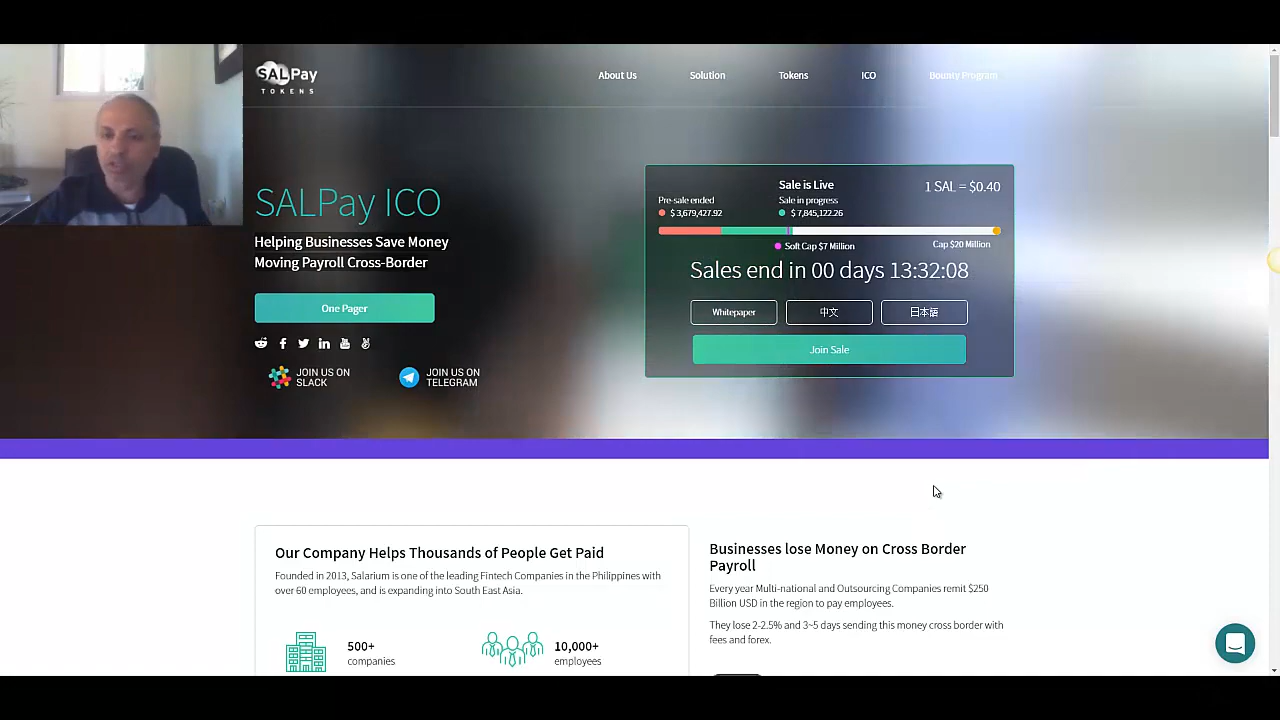 SALPay
TOKENS
About Us
Solution
Tokens
ICO
Bounty Program
SALPay ICO
Helping Businesses Save Money
Moving Payroll Cross-Border
One Pager
JOIN US ON
SLACK
JOIN US ON
TELEGRAM
Sale is Live
1 SAL = $0.40
Pre-sale ended
Sale in progress
$ 3,679,427.92
$ 7,845,122.26
Soft Cap $7 Million
Cap $20 Million
Sales end in 00 days 13:32:08
Whitepaper
中文
日本語
Join Sale
Our Company Helps Thousands of People Get Paid
Founded in 2013, Salarium is one of the leading Fintech Companies in the Philippines with
over 60 employees, and is expanding into South East Asia.
500+
companies
10,000+
employees
Businesses lose Money on Cross Border
Payroll
Every year Multi-national and Outsourcing Companies remit $250
Billion USD in the region to pay employees.
They lose 2-2.5% and 3~5 days sending this money cross border with
fees and forex.